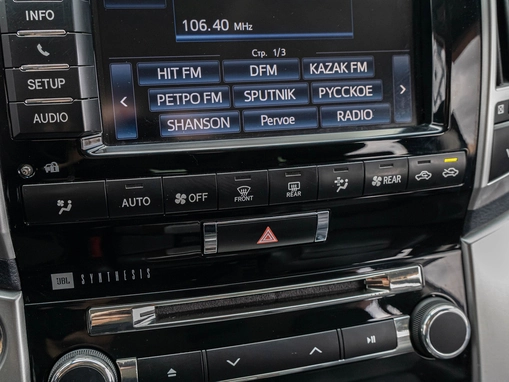 INFO
106.40 MHz
Стр. 1/3
SETUP
HIT FM DFM KAZAK FM
РЕТРО FM SPUTNIK РУССКОЕ
AUDIO
SHANSON Pervoe RADIO
AUTO OFF FRONT REAR REAR
JBL SYNTHESIS